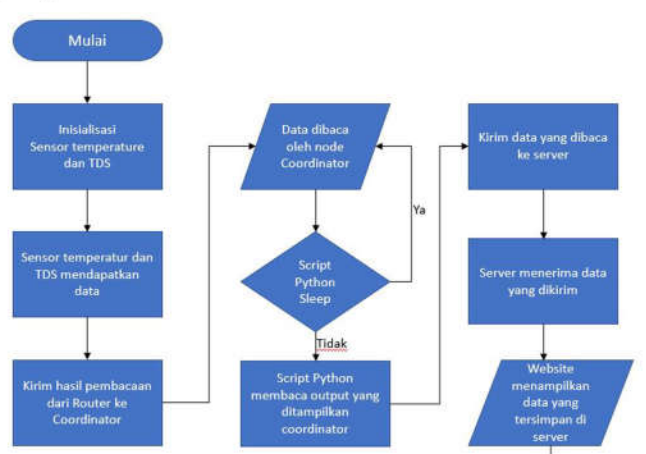 Mulai
Inisialisasi
Sensor temperature
dan TDS
Sensor temperatur dan
TDS mendapatkan
data
Kirim hasil pembacaan
dari Router ke
Coordinator
Data dibaca
oleh node
Coordinator
Ya
Script
Python
Sleep
Tidak
Script Python
membaca output yang
ditampilkan
coordinator
Kirim data yang dibaca
ke server
Server menerima data
yang dikirim
Website
menampilkan
data yang
tersimpan di
server